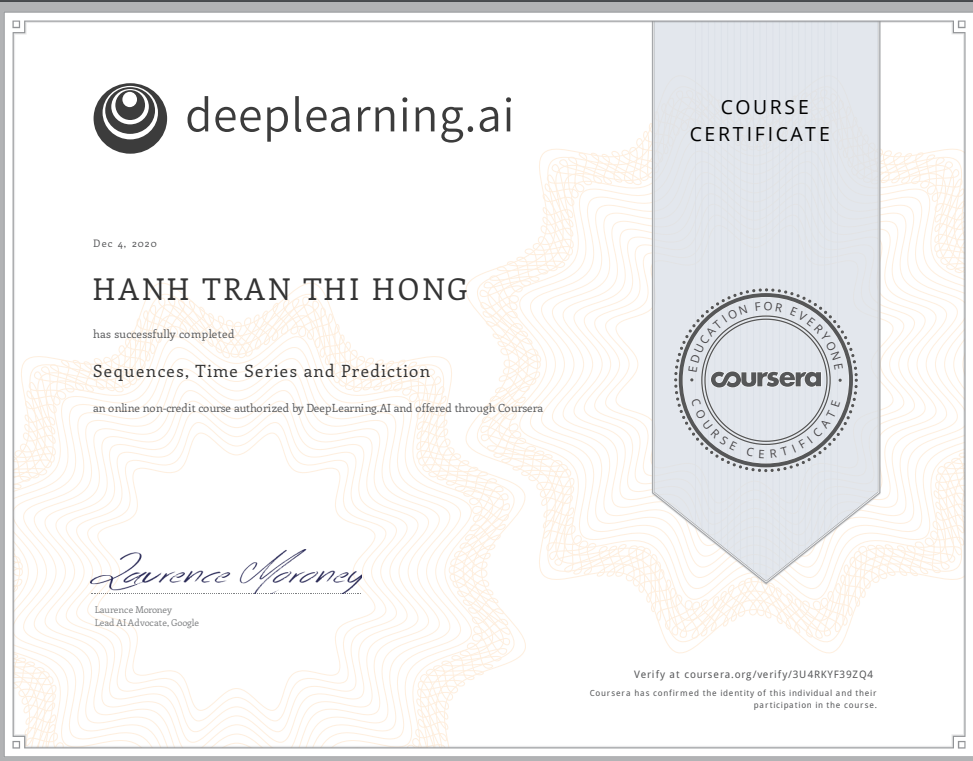 deeplearning.ai
COURSE
CERTIFICATE
Dec 4, 2020
HANH TRAN THI HONG
has successfully completed
Sequences, Time Series and Prediction
an online non-credit course authorized by DeepLearning.AI and offered through Coursera
EDUCATION FOR EVERYONE
coursera
COURSE CERTIFICATE
Laurence Moroney
Laurence Moroney
Lead AI Advocate, Google
Verify at coursera.org/verify/3U4RKYF39ZQ4
Coursera has confirmed the identity of this individual and their
participation in the course.